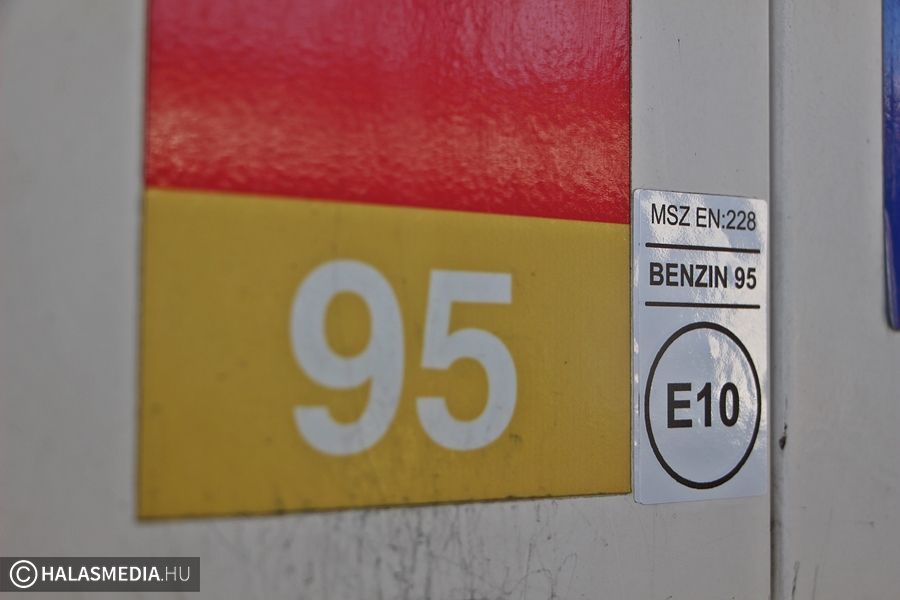 95
MSZ EN:228
BENZIN 95
E10
© HALASMEDIA.HU